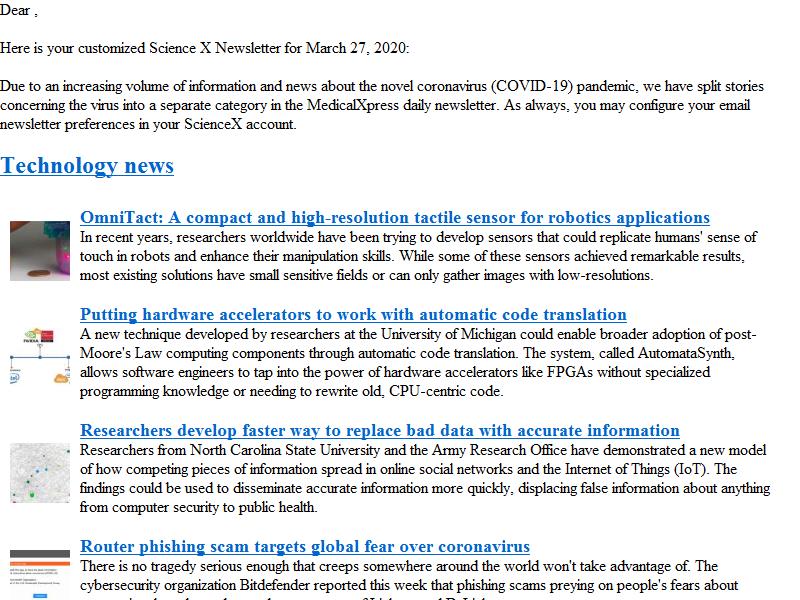 Dear ,
Here is your customized Science X Newsletter for March 27, 2020:
Due to an increasing volume of information and news about the novel coronavirus (COVID-19) pandemic, we have split stories
concerning the virus into a separate category in the MedicalXpress daily newsletter. As always, you may configure your email
newsletter preferences in your ScienceX account.
Technology news
OmniTact: A compact and high-resolution tactile sensor for robotics applications
In recent years, researchers worldwide have been trying to develop sensors that could replicate humans' sense of
touch in robots and enhance their manipulation skills. While some of these sensors achieved remarkable results,
most existing solutions have small sensitive fields or can only gather images with low-resolutions.
Putting hardware accelerators to work with automatic code translation
A new technique developed by researchers at the University of Michigan could enable broader adoption of post-
Moore's Law computing components through automatic code translation. The system, called AutomataSynth,
allows software engineers to tap into the power of hardware accelerators like FPGAs without specialized
programming knowledge or needing to rewrite old, CPU-centric code.
Researchers develop faster way to replace bad data with accurate information
Researchers from North Carolina State University and the Army Research Office have demonstrated a new model
of how competing pieces of information spread in online social networks and the Internet of Things (IoT). The
findings could be used to disseminate accurate information more quickly, displacing false information about anything
from computer security to public health.
Router phishing scam targets global fear over coronavirus
There is no tragedy serious enough that creeps somewhere around the world won't take advantage of. The
cybersecurity organization Bitdefender reported this week that phishing scams preying on people's fears about